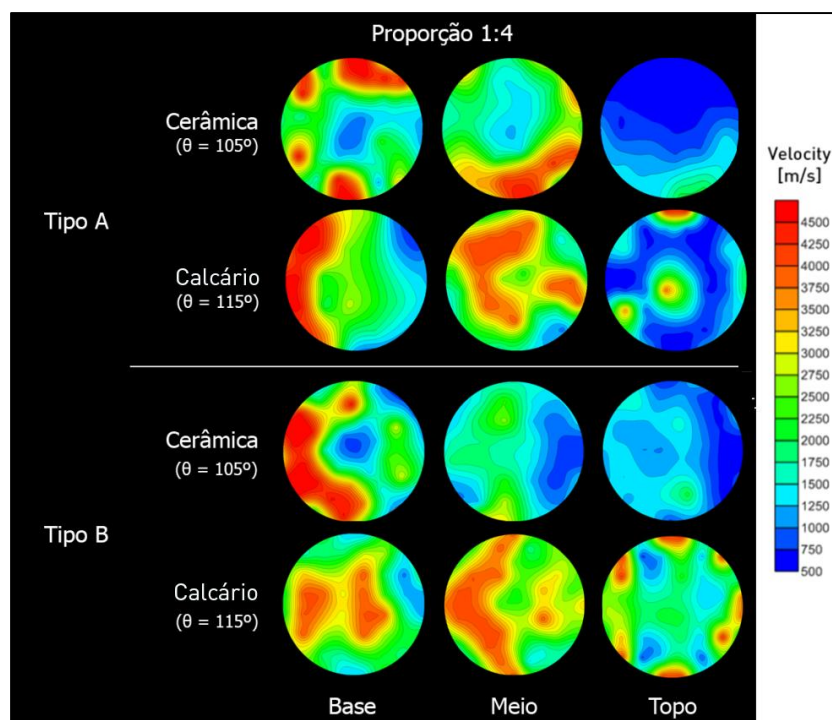 Proporção 1:4
Cerâmica
(θ = 105º)
Tipo A
Calcário
(θ = 115º)
Cerâmica
(θ = 105º)
Tipo B
Calcário
(θ = 115º)
Base Meio Topo
Velocity
[m/s]
4500
4250
4000
3750
3500
3250
3000
2750
2500
2250
2000
1750
1500
1250
1000
750
500